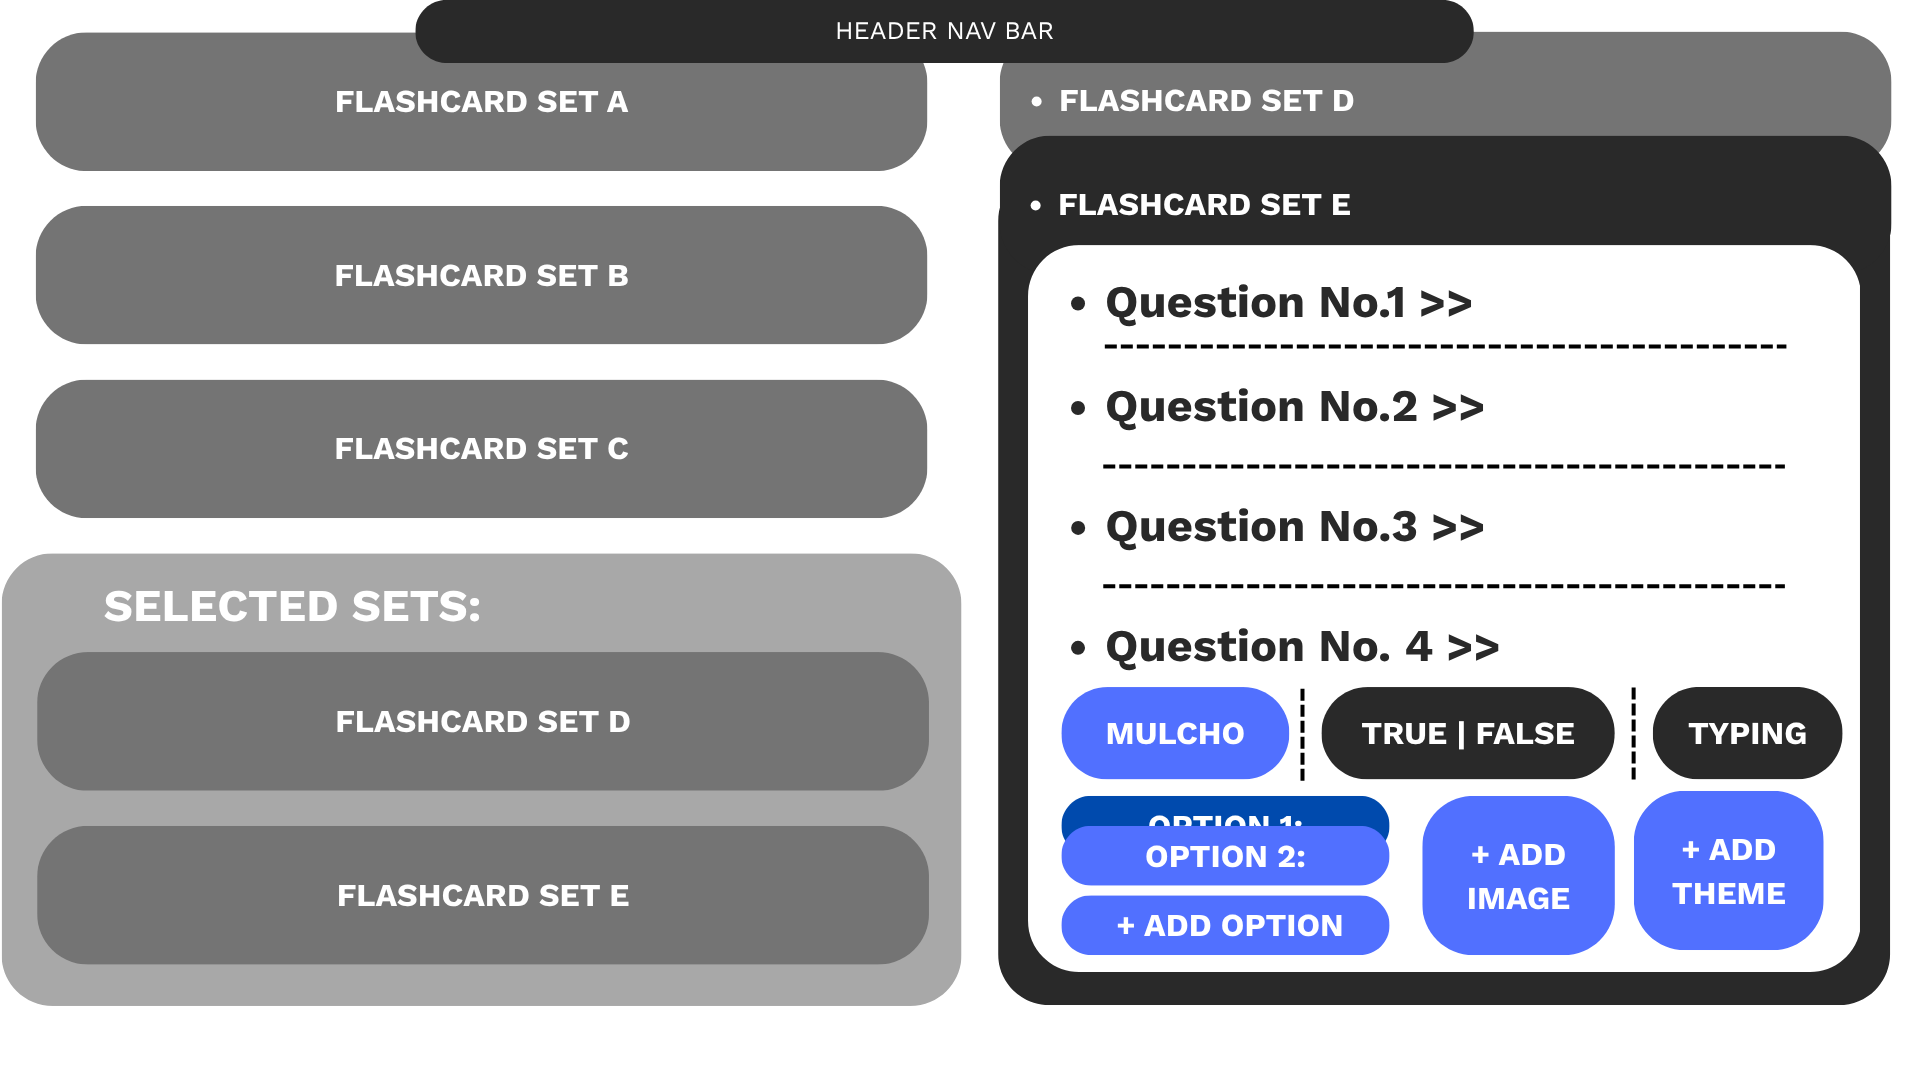 HEADER NAV BAR
FLASHCARD SET A
FLASHCARD SET B
FLASHCARD SET C
SELECTED SETS:
FLASHCARD SET D
FLASHCARD SET E
• FLASHCARD SET D
• FLASHCARD SET E
• Question No.1 >>
• Question No.2 >>
• Question No.3 >>
• Question No. 4 >>
MULCHO
TRUE | FALSE
TYPING
OPTION 1:
OPTION 2:
+ ADD OPTION
+ ADD
IMAGE
+ ADD
THEME